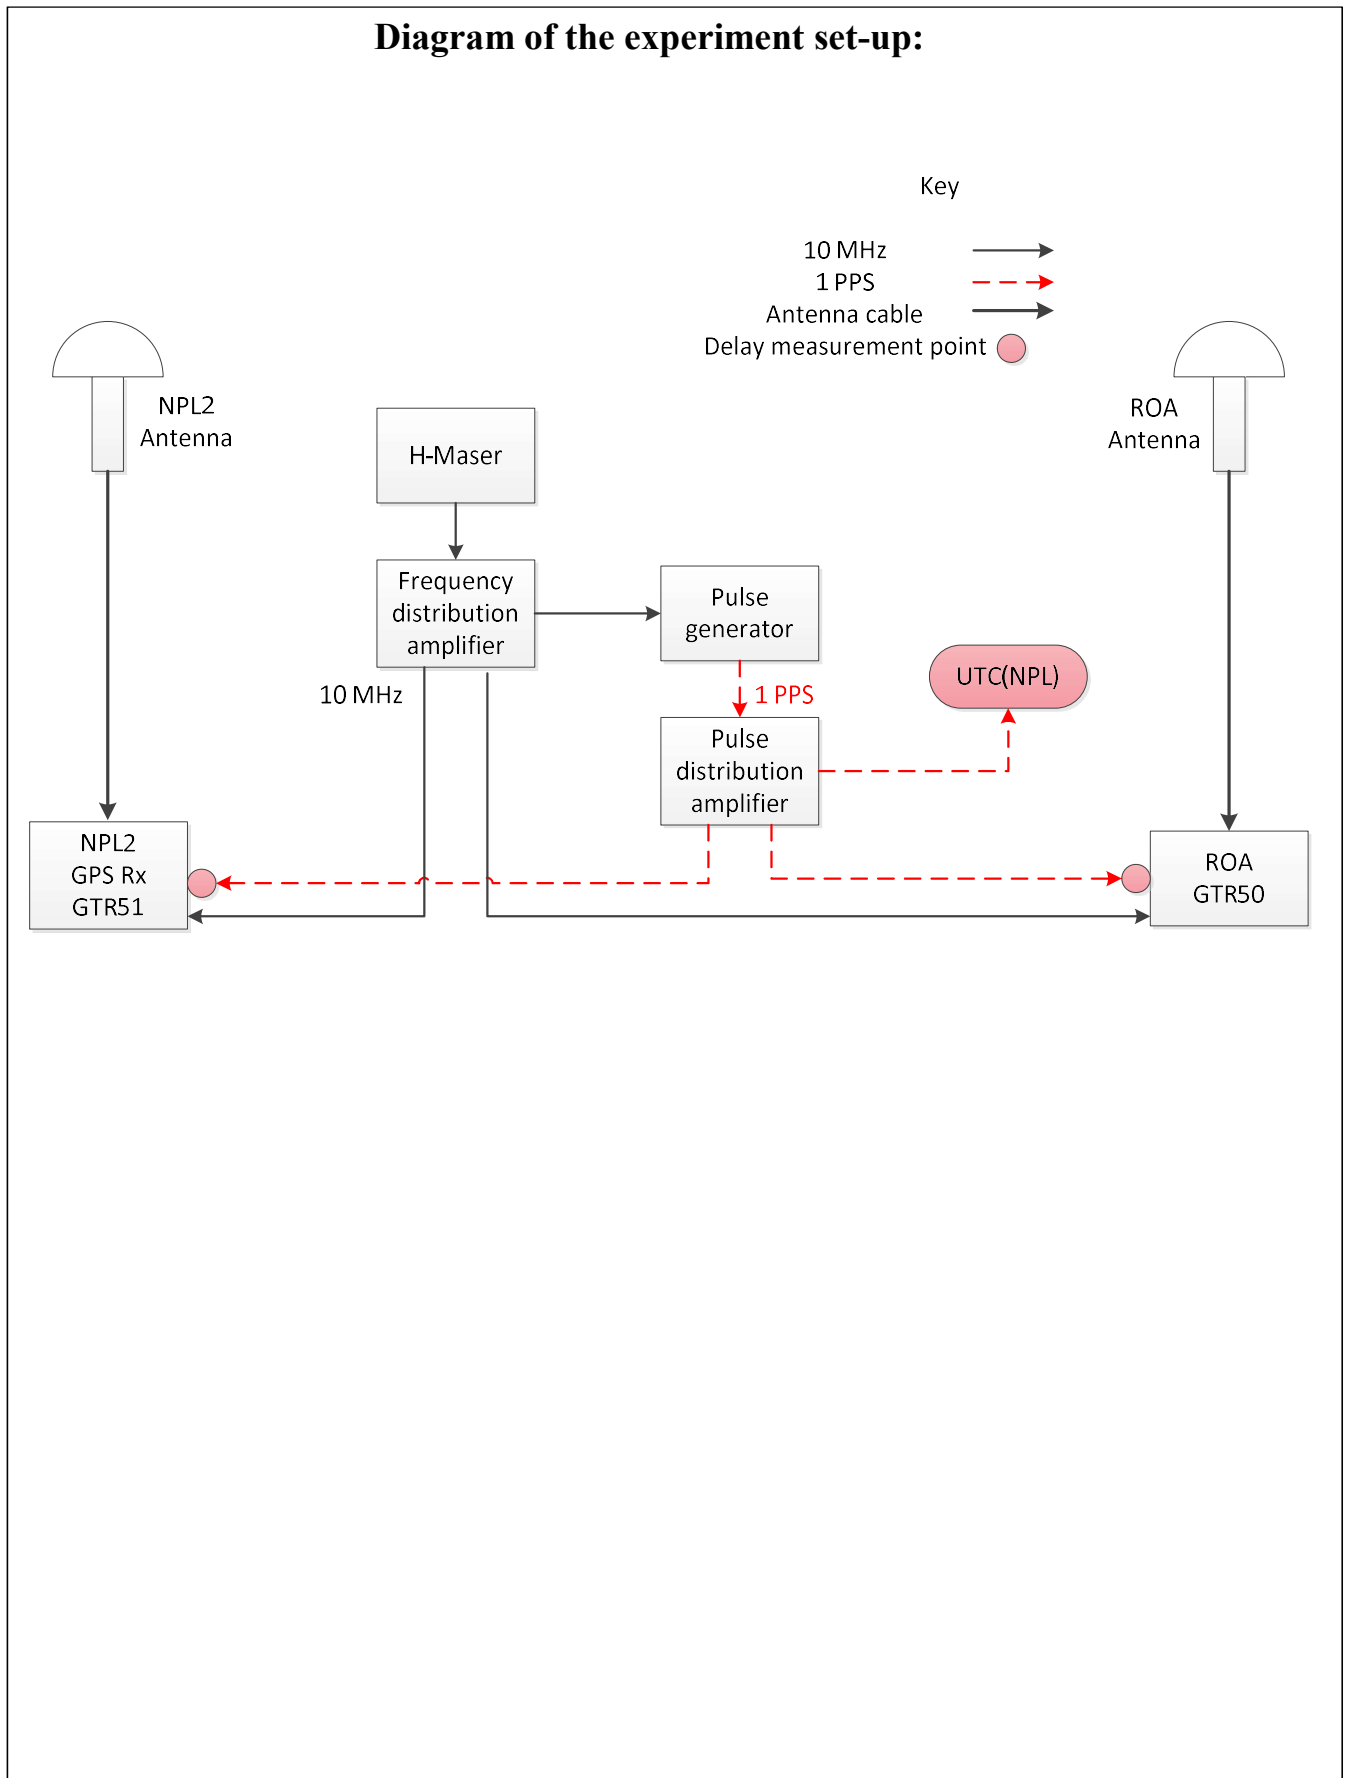 Diagram of the experiment set-up:
Key
10 MHz
1 PPS
Antenna cable
Delay measurement point
NPL2
Antenna
ROA
Antenna
H-Maser
Frequency
distribution
amplifier
Pulse
generator
UTC(NPL)
10 MHz
1 PPS
Pulse
distribution
amplifier
NPL2
GPS Rx
GTR51
ROA
GTR50